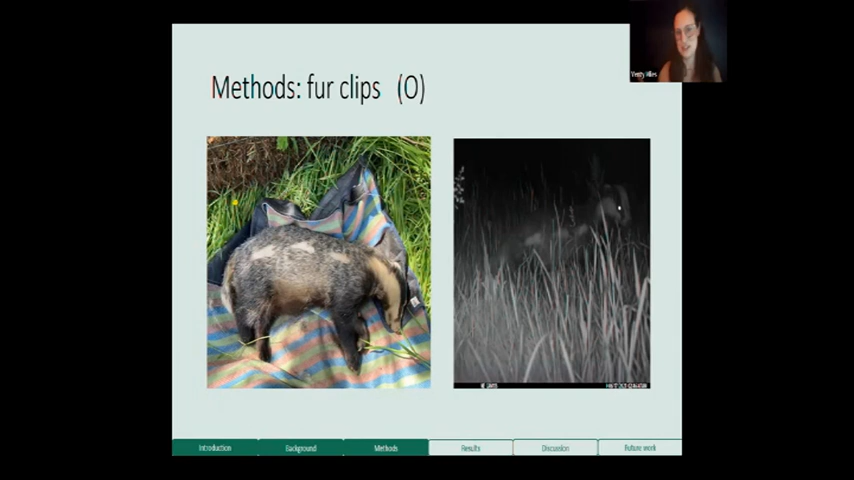 Methods: fur clips (O)
Introduction
Background
Methods
Results
Discussion
Future work